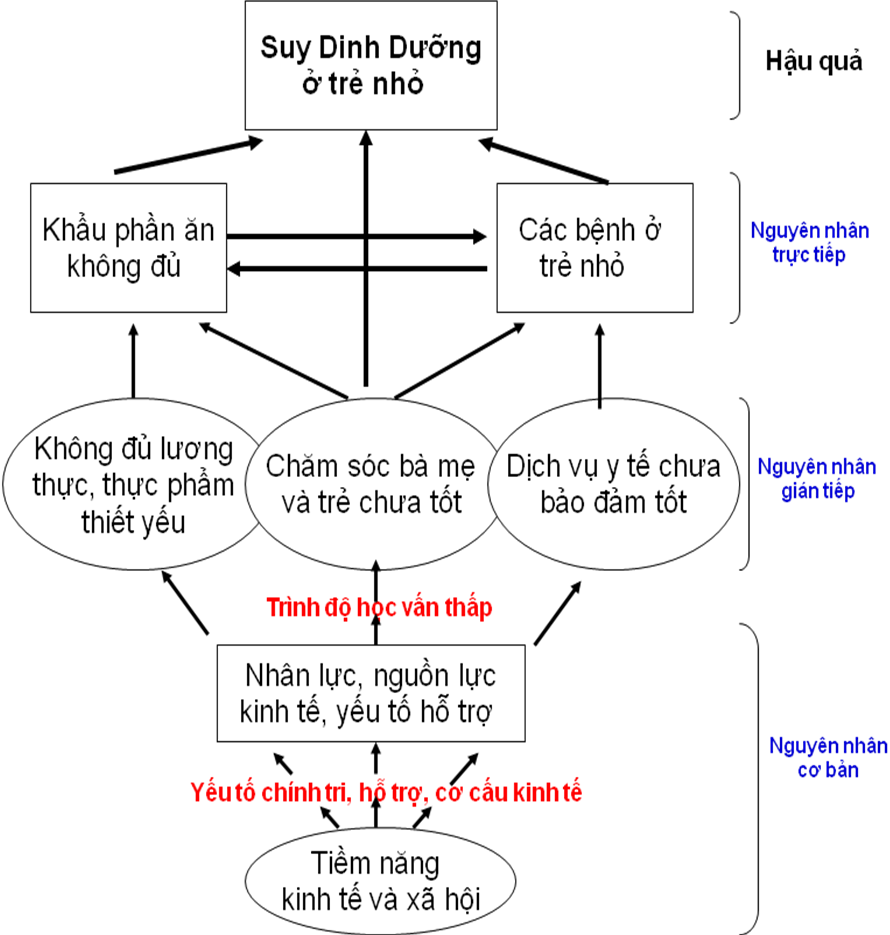 Suy Dinh Dưỡng
ở trẻ nhỏ
Hậu quả
Khẩu phần ăn
không đủ
Các bệnh ở
trẻ nhỏ
Nguyên nhân
trực tiếp
Không đủ lương
thực, thực phẩm
thiết yếu
Chăm sóc bà mẹ
và trẻ chưa tốt
Dịch vụ y tế chưa
bảo đảm tốt
Nguyên nhân
gián tiếp
Trình độ học vấn thấp
Nhân lực, nguồn lực
kinh tế, yếu tố hỗ trợ
Nguyên nhân
cơ bản
Yếu tố chính tri, hỗ trợ, cơ cấu kinh tế
Tiềm năng
kinh tế và xã hội